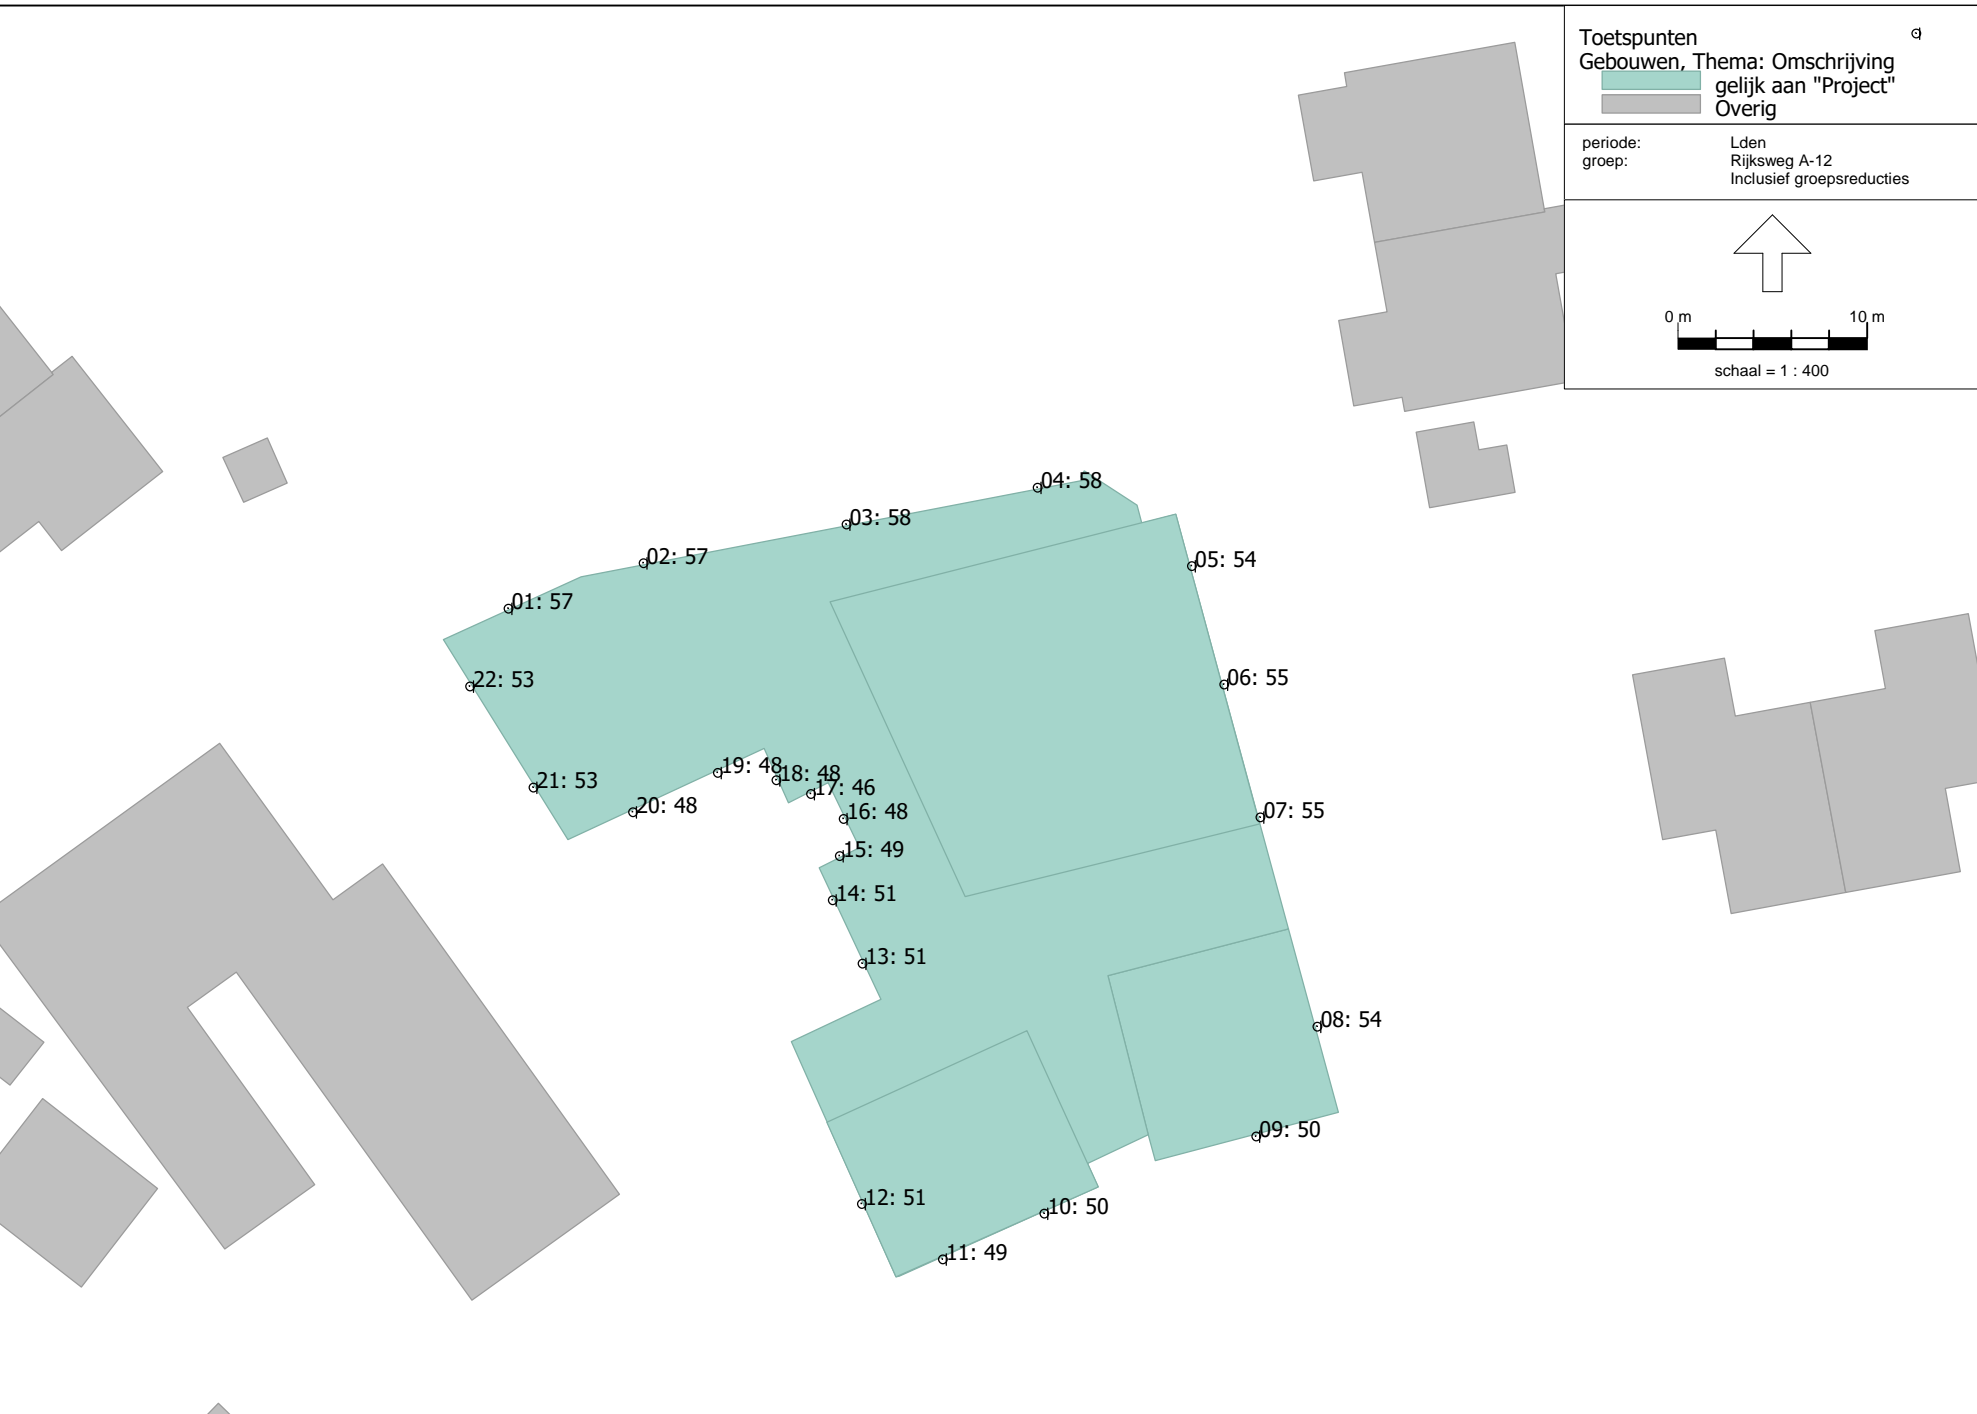 Toetspunten
Gebouwen, Thema: Omschrijving
gelijk aan "Project"
Overig
periode: Lden
groep: Rijksweg A-12
Inclusief groepsreducties
0 m 10 m
schaal = 1 : 400
04: 58
03: 58
02: 57
05: 54
01: 57
22: 53
06: 55
19: 48
18: 48
21: 53
17: 46
20: 48
16: 48
07: 55
15: 49
14: 51
13: 51
08: 54
09: 50
12: 51
10: 50
11: 49